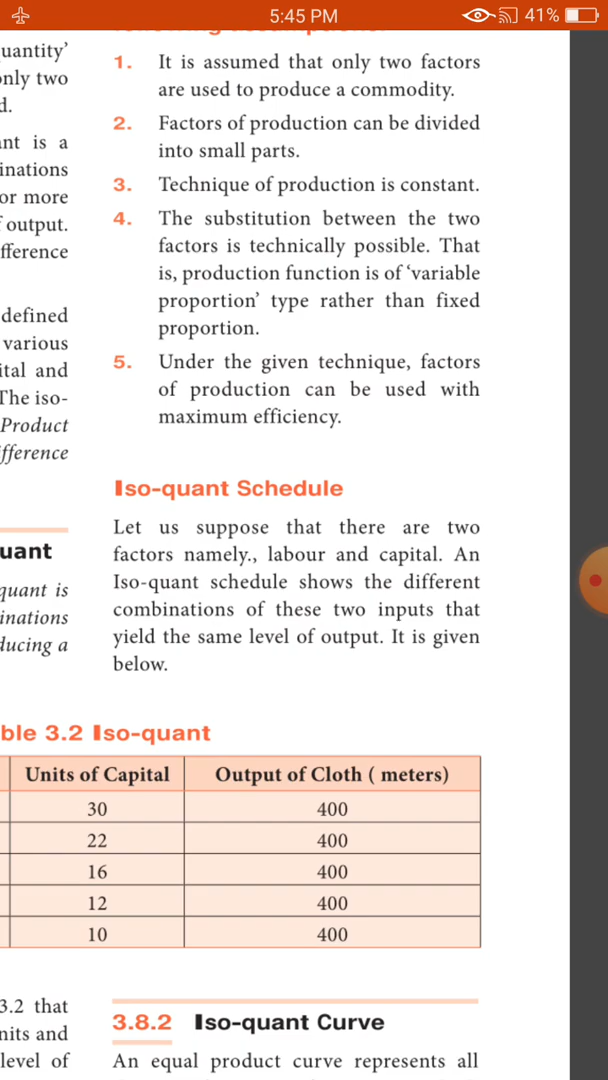 5:45 PM
41%
uantity'
only two
d.
nt is a
inations
or more
f output.
fference
defined
various
ital and
The iso-
Product
ifference
uant
quant is
inations
ducing a
1. It is assumed that only two factors
are used to produce a commodity.
2. Factors of production can be divided
into small parts.
3. Technique of production is constant.
4. The substitution between the two
factors is technically possible. That
is, production function is of ‘variable
proportion’ type rather than fixed
proportion.
5. Under the given technique, factors
of production can be used with
maximum efficiency.
Iso-quant Schedule
Let us suppose that there are two
factors namely., labour and capital. An
Iso-quant schedule shows the different
combinations of these two inputs that
yield the same level of output. It is given
below.
ble 3.2 Iso-quant
Units of Capital Output of Cloth ( meters)
30 400
22 400
16 400
12 400
10 400
3.2 that
nits and
level of
3.8.2 Iso-quant Curve
An equal product curve represents all